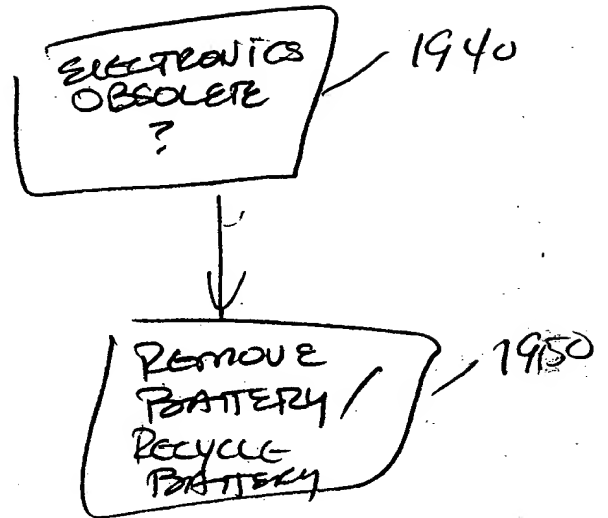 ELECTRONICS
OBSOLETE
?
1940
REMOVE
BATTERY /
RECYCLE
BATTERY
1950